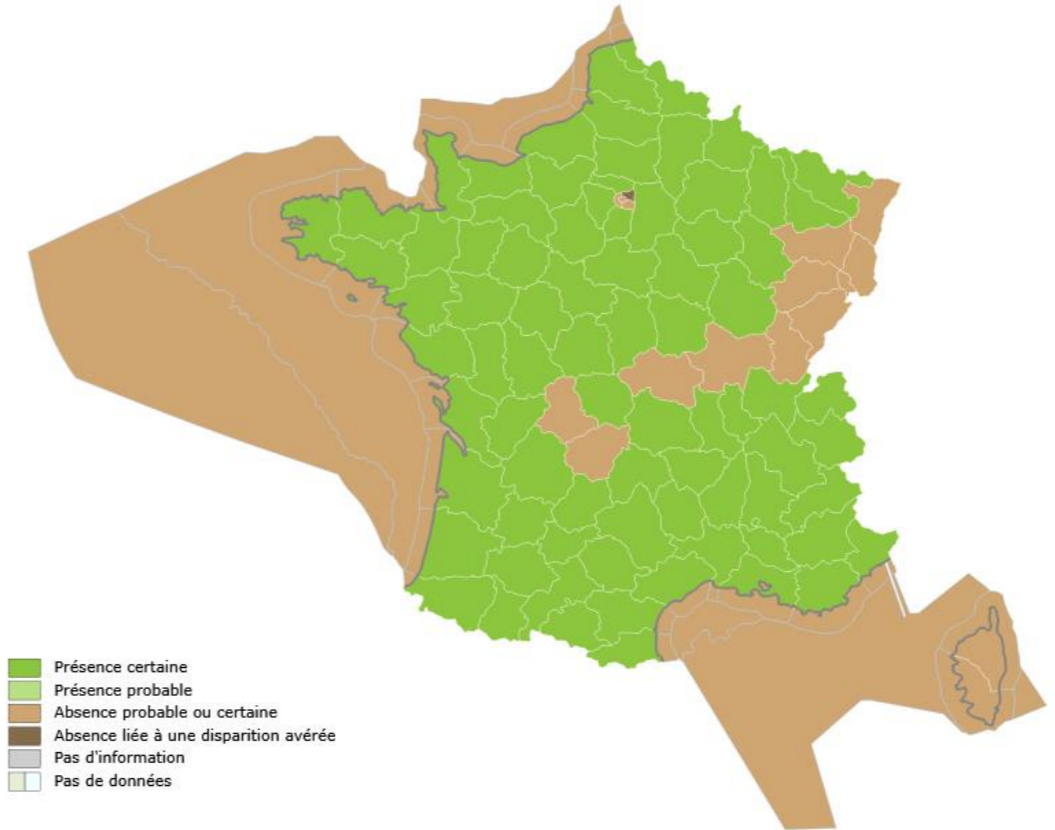 Présence certaine
Présence probable
Absence probable ou certaine
Absence liée à une disparition avérée
Pas d'information
Pas de données